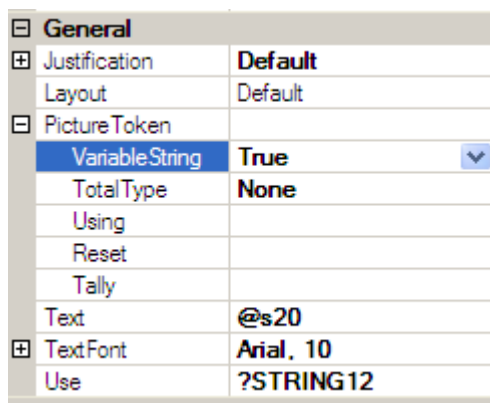 General
Justification Default
Layout Default
PictureToken
VariableString True
TotalType None
Using
Reset
Tally
Text @s20
TextFont Arial, 10
Use ?STRING12